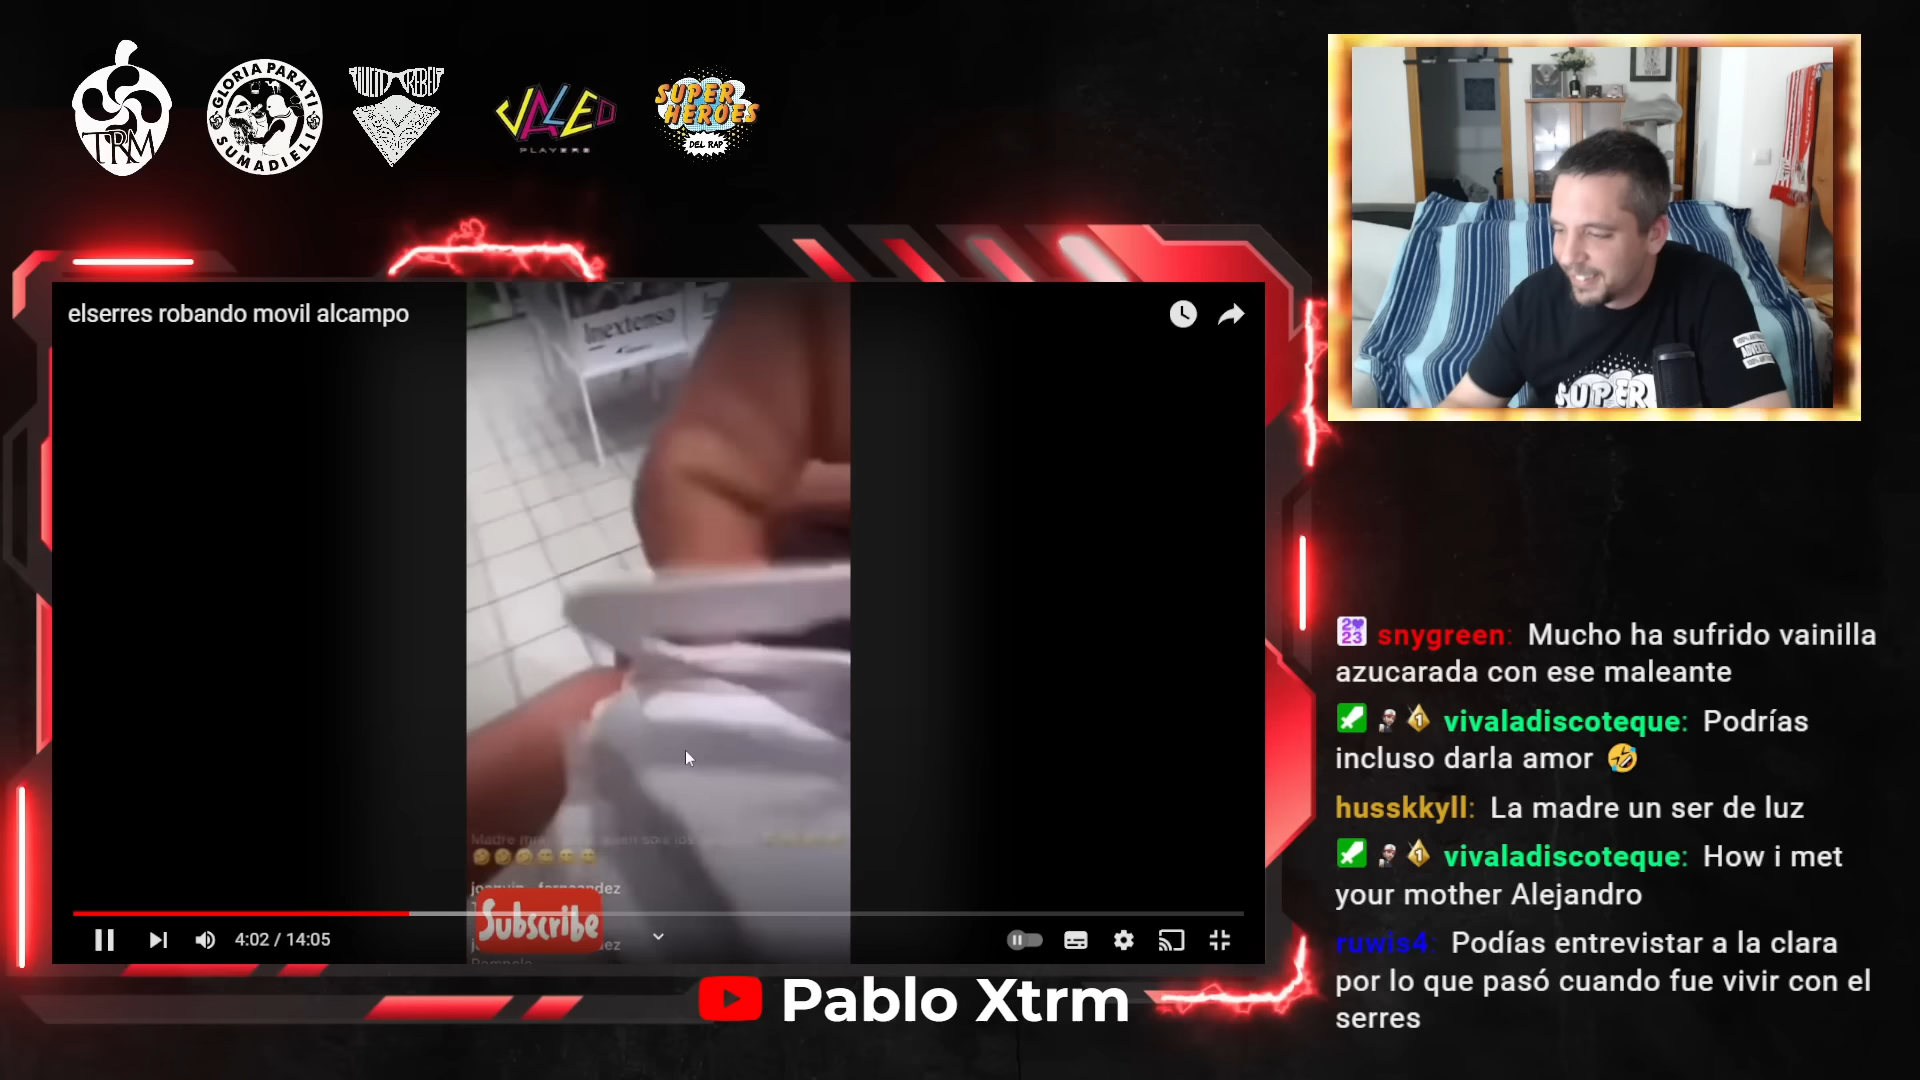 TRM
GLORIA PARA TI
SUMADIELI
VALED
PLAYERS
SUPER
HEROES
DEL RAP
elserres robando movil alcampo
Inextenso
SUPER
Subscribe
4:02 / 14:05
Pablo Xtrm
snygreen: Mucho ha sufrido vainilla
azucarada con ese maleante
vivaladiscoteque: Podrías
incluso darla amor 🤣
husskkyll: La madre un ser de luz
vivaladiscoteque: How i met
your mother Alejandro
ruwis4: Podías entrevistar a la clara
por lo que pasó cuando fue vivir con el
serres